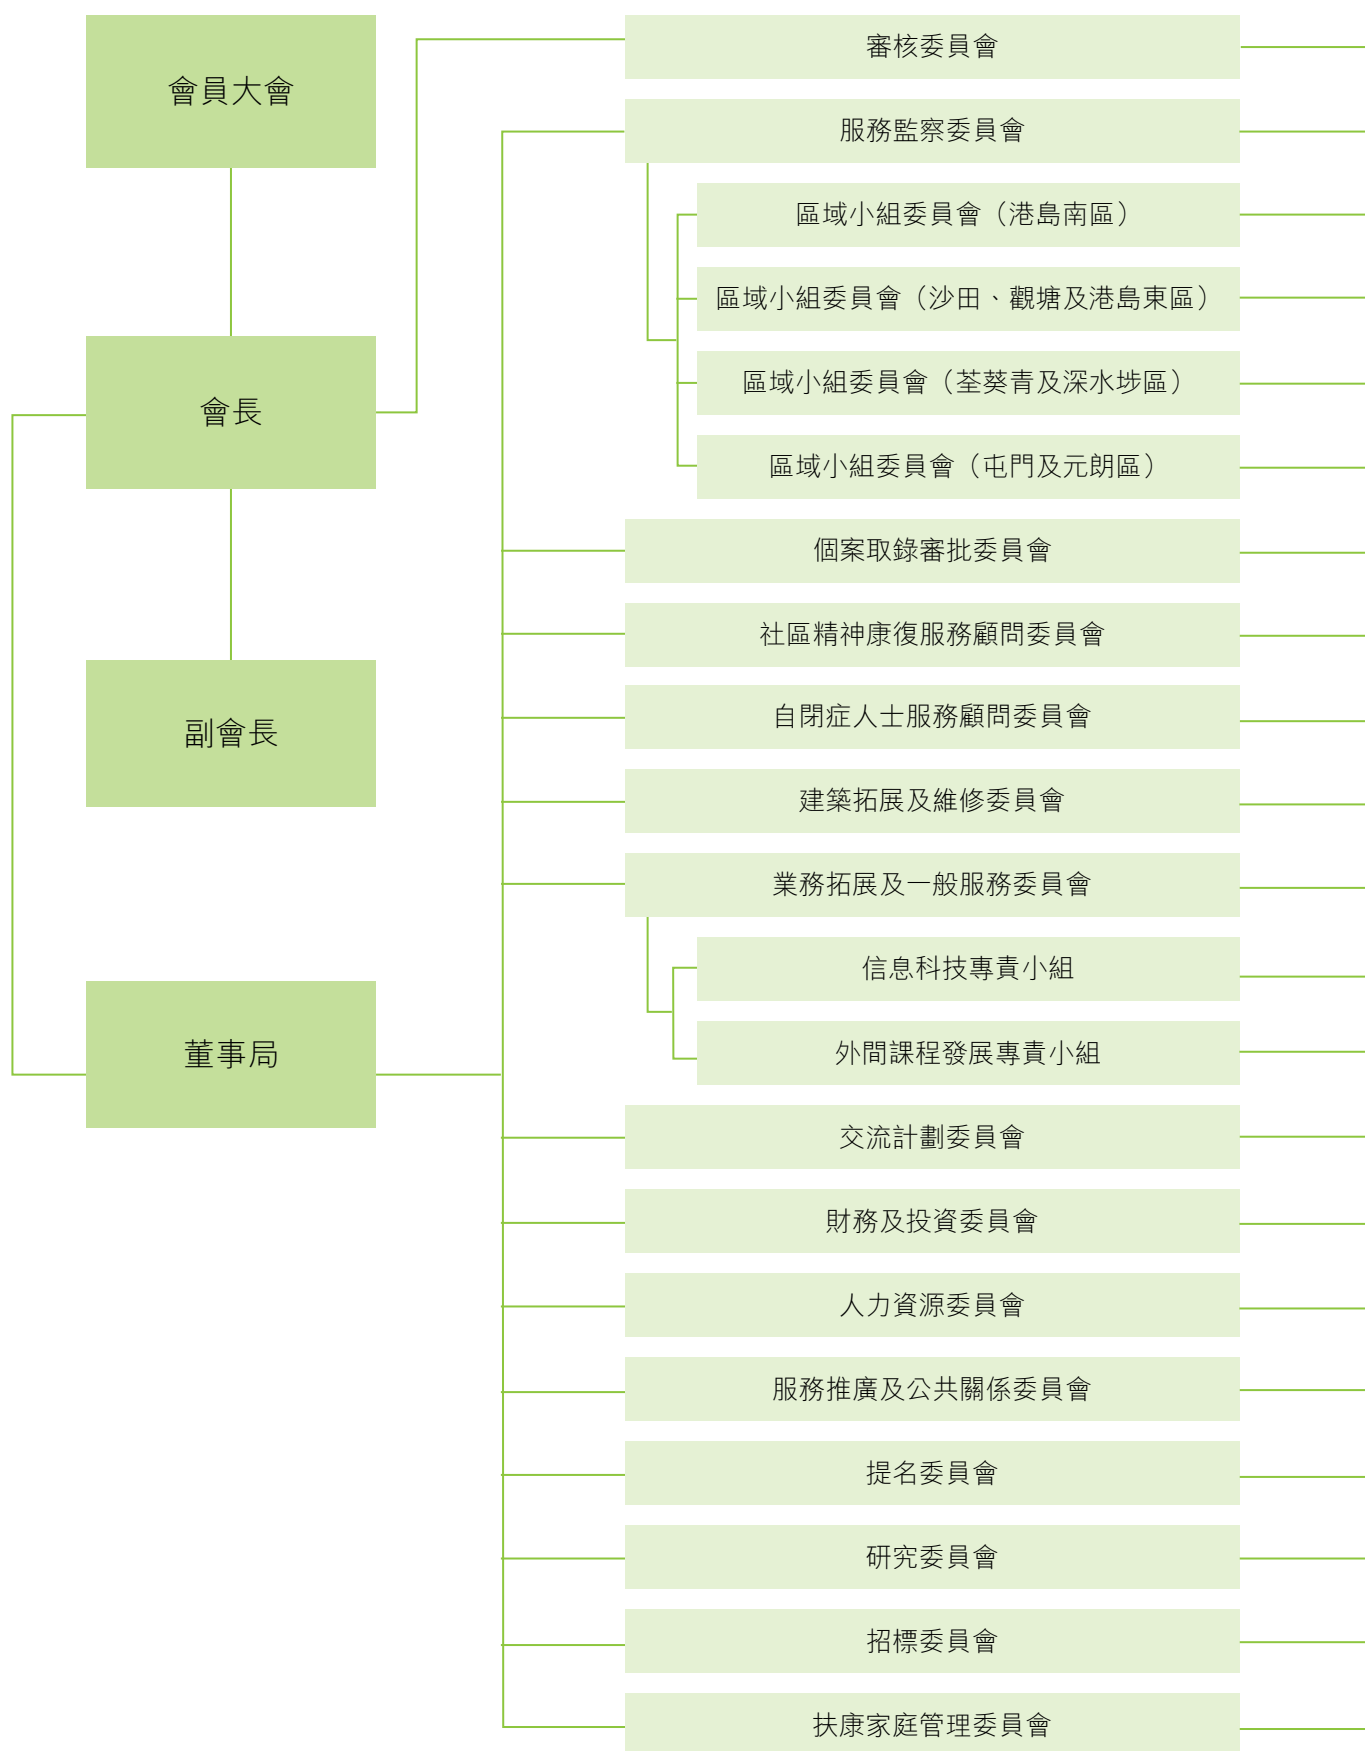 會員大會
會長
副會長
董事局
審核委員會
服務監察委員會
區域小組委員會（港島南區）
區域小組委員會（沙田、觀塘及港島東區）
區域小組委員會（荃葵青及深水埗區）
區域小組委員會（屯門及元朗區）
個案取錄審批委員會
社區精神康復服務顧問委員會
自閉症人士服務顧問委員會
建築拓展及維修委員會
業務拓展及一般服務委員會
信息科技專責小組
外間課程發展專責小組
交流計劃委員會
財務及投資委員會
人力資源委員會
服務推廣及公共關係委員會
提名委員會
研究委員會
招標委員會
扶康家庭管理委員會